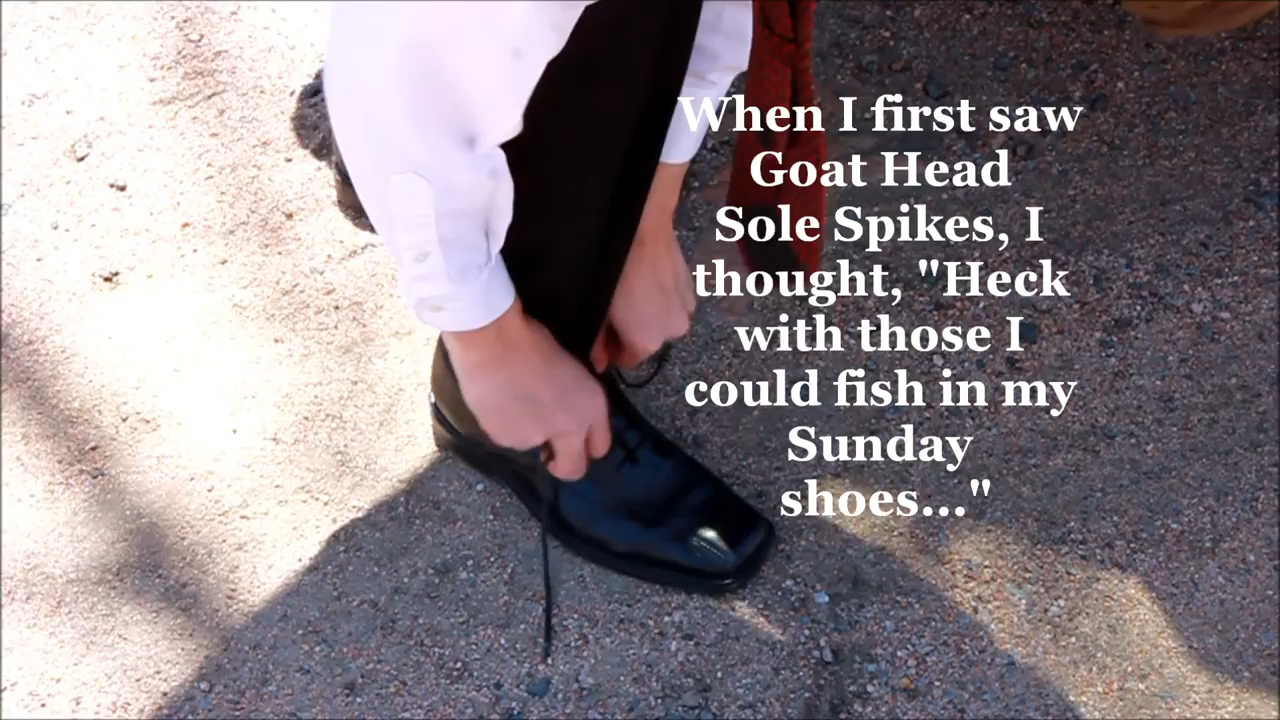 When I first saw
Goat Head
Sole Spikes, I
thought, "Heck
with those I
could fish in my
Sunday
shoes..."